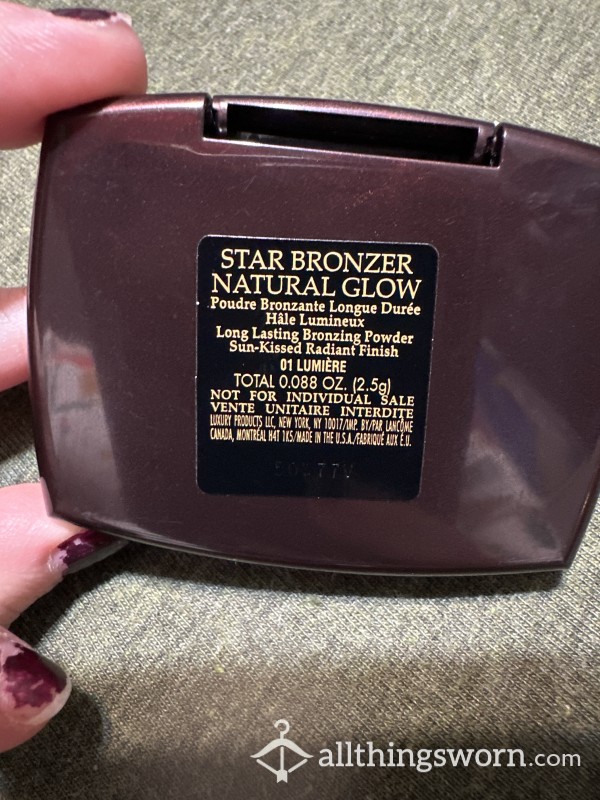 STAR BRONZER
NATURAL GLOW
Poudre Bronzante Longue Durée
Hâle Lumineux
Long Lasting Bronzing Powder
Sun-Kissed Radiant Finish
01 LUMIÈRE
TOTAL 0.088 OZ. (2.5g)
NOT FOR INDIVIDUAL SALE
VENTE UNITAIRE INTERDITE
LUXURY PRODUCTS LLC, NEW YORK, NY 10017/IMP. BY/PAR LANCÔME
CANADA, MONTRÉAL H4T 1K5/MADE IN THE U.S.A./FABRIQUÉ AUX É.U.
allthingsworn.com